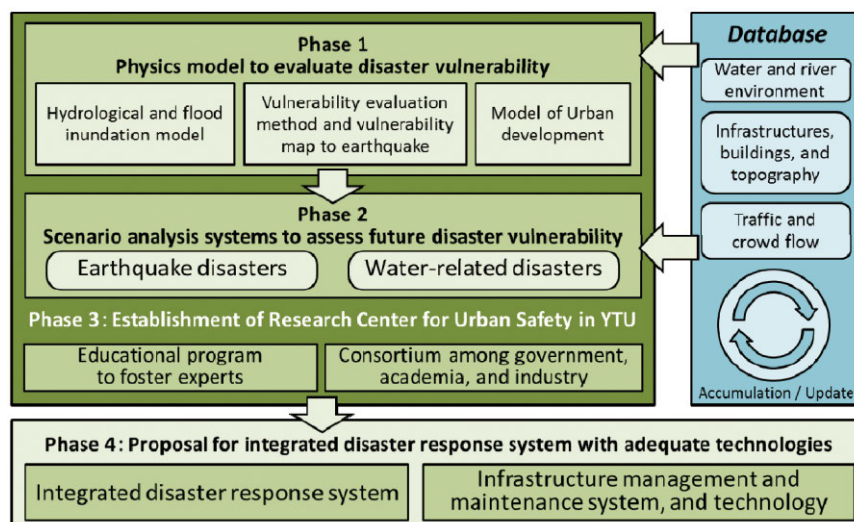 Phase 1
Physics model to evaluate disaster vulnerability
Hydrological and flood
inundation model
Vulnerability evaluation
method and vulnerability
map to earthquake
Model of Urban
development
Phase 2
Scenario analysis systems to assess future disaster vulnerability
Earthquake disasters
Water-related disasters
Phase 3: Establishment of Research Center for Urban Safety in YTU
Educational program
to foster experts
Consortium among government,
academia, and industry
Database
Water and river
environment
Infrastructures,
buildings, and
topography
Traffic and
crowd flow
Accumulation / Update
Phase 4: Proposal for integrated disaster response system with adequate technologies
Integrated disaster response system
Infrastructure management and
maintenance system, and technology